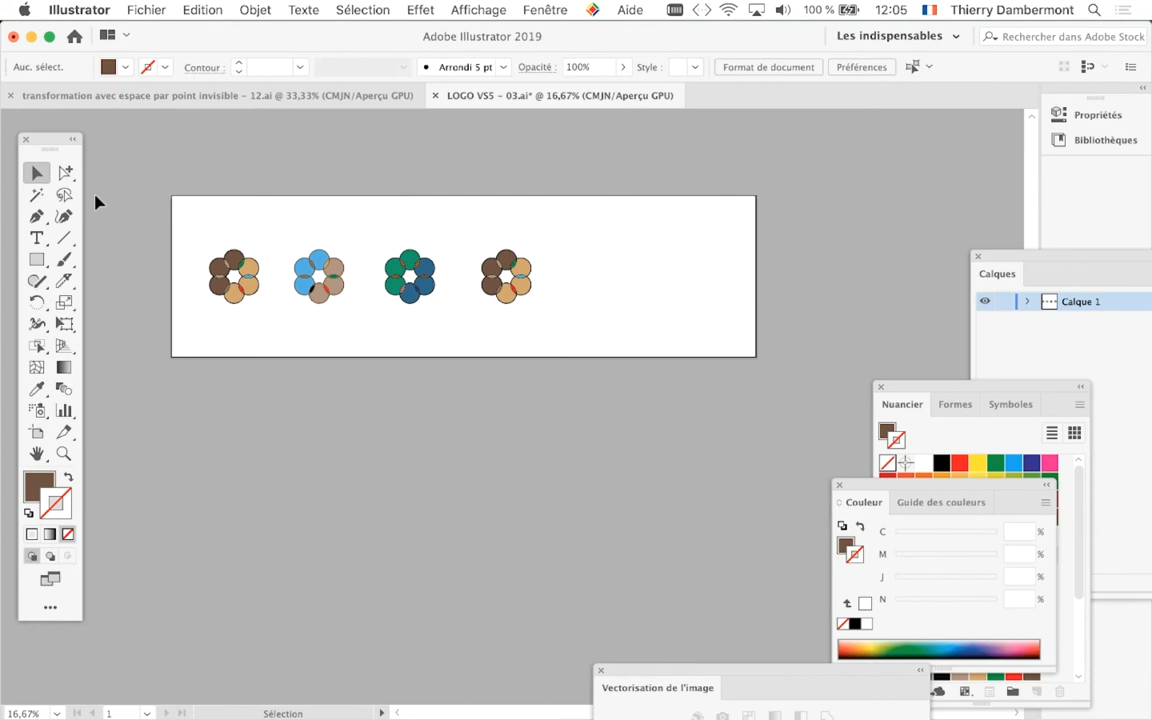 Illustrator Fichier Edition Objet Texte Sélection Effet Affichage Fenêtre Aide 100 % 12:05 Thierry Dambermont
Adobe Illustrator 2019
Les indispensables
Rechercher dans Adobe Stock
Auc. sélect. Contour : Arrondi 5 pt Opacité : 100% Style : Format de document Préférences
transformation avec espace par point invisible – 12.ai @ 33,33% (CMJN/Aperçu GPU)
LOGO VS5 – 03.ai* @ 16,67% (CMJN/Aperçu GPU)
Propriétés
Bibliothèques
Calques
Calque 1
Nuancier Formes Symboles
Couleur Guide des couleurs
C %
M %
J %
N %
Vectorisation de l'image
16,67% 1 Sélection